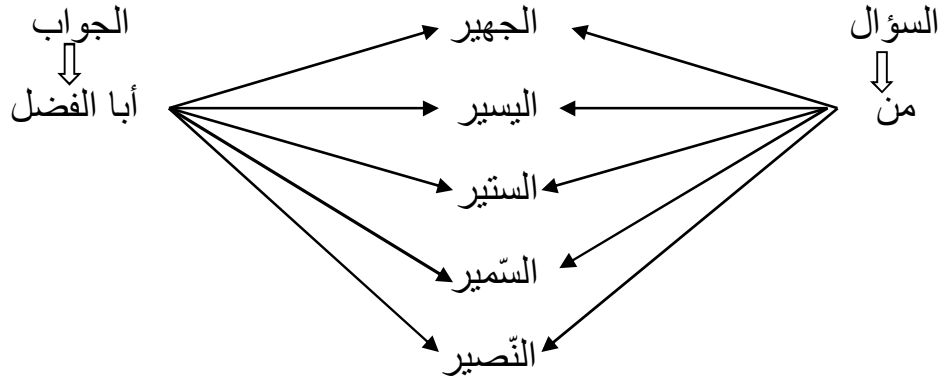 السؤال
الجهير
الجواب
من
اليسير
أبا الفضل
الستير
السّمير
النّصير